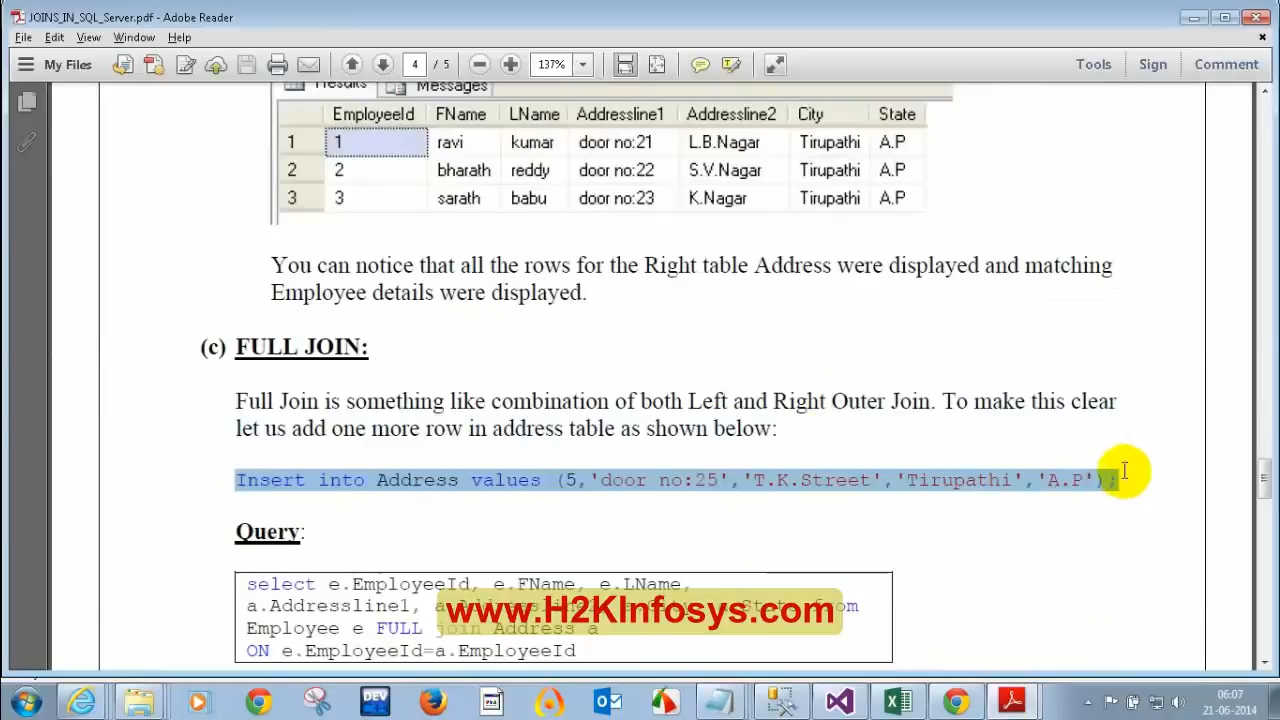 JOINS_IN_SQL_Server.pdf - Adobe Reader
File Edit View Window Help
My Files 4 / 5 137% Tools Sign Comment
Results Messages
EmployeeId FName LName Addressline1 Addressline2 City State
1 1 ravi kumar door no:21 L.B.Nagar Tirupathi A.P
2 2 bharath reddy door no:22 S.V.Nagar Tirupathi A.P
3 3 sarath babu door no:23 K.Nagar Tirupathi A.P
You can notice that all the rows for the Right table Address were displayed and matching
Employee details were displayed.
(c) FULL JOIN:
Full Join is something like combination of both Left and Right Outer Join. To make this clear
let us add one more row in address table as shown below:
Insert into Address values (5,'door no:25','T.K.Street','Tirupathi','A.P');
Query:
select e.EmployeeId, e.FName, e.LName,
a.Addressline1, from
www.H2KInfosys.com
Employee e FULL join Address a
ON e.EmployeeId=a.EmployeeId
DEV
06:07
21-06-2014